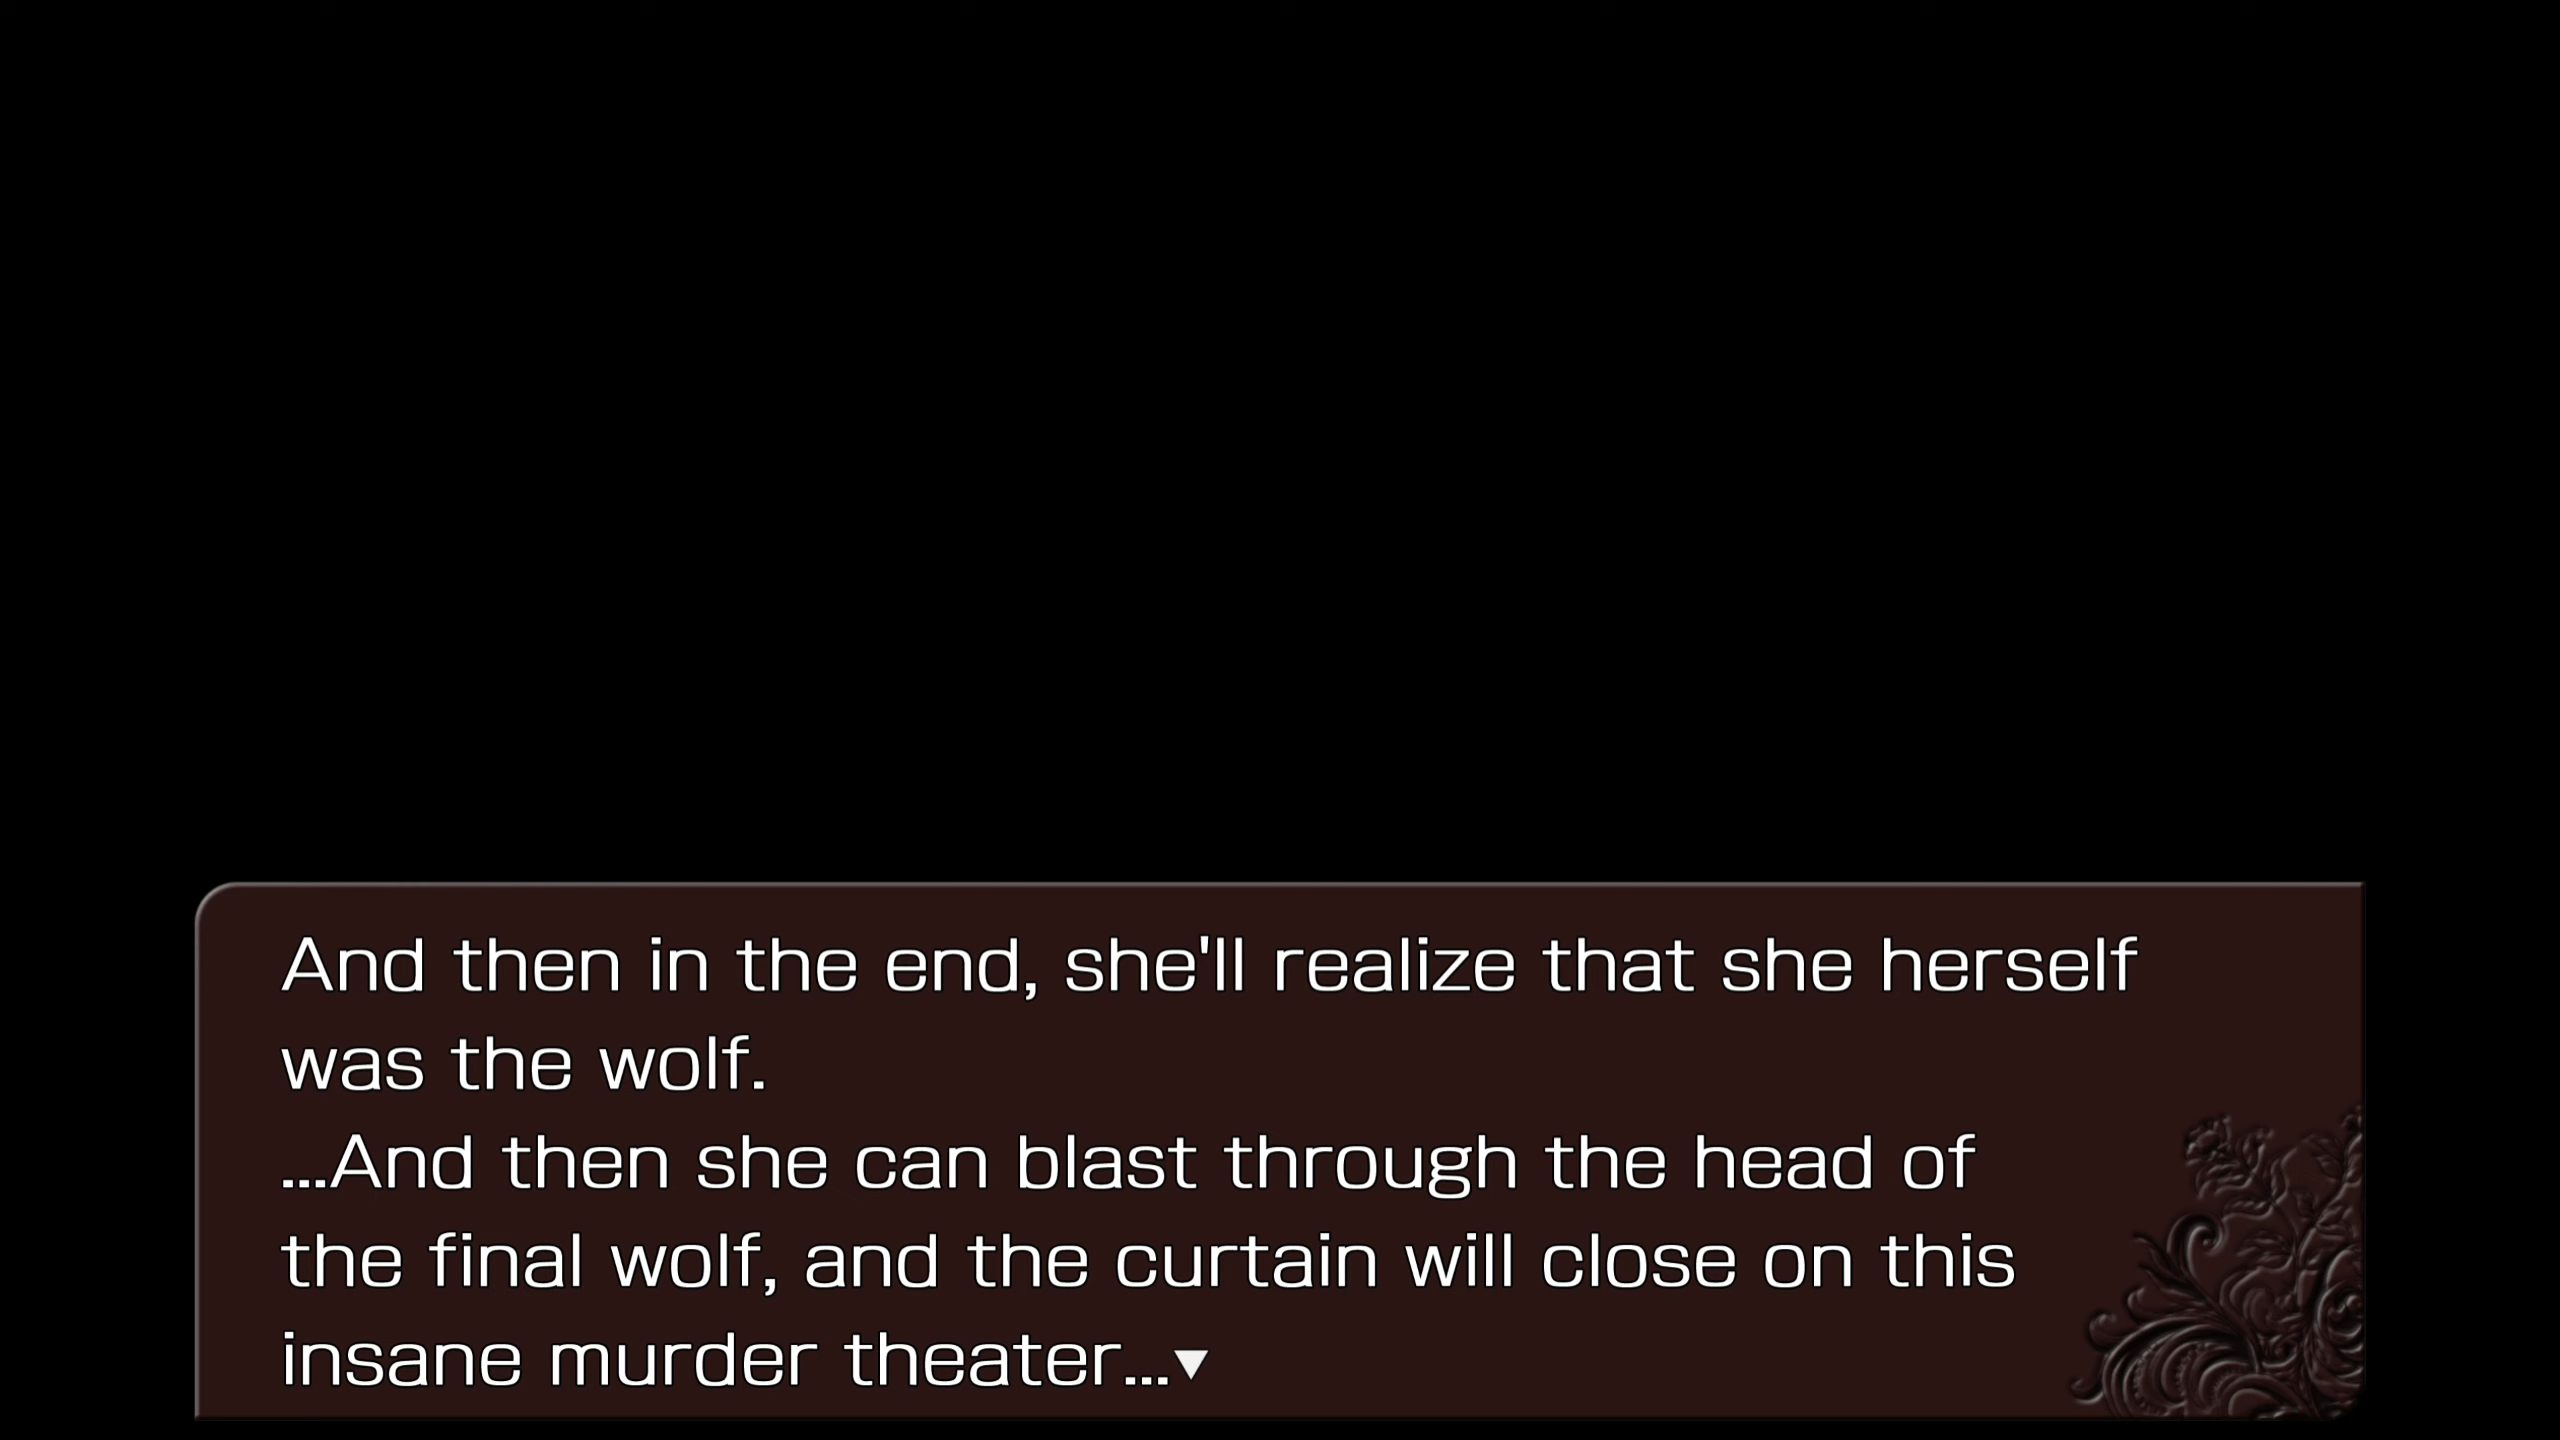 And then in the end, she'll realize that she herself
was the wolf.
...And then she can blast through the head of
the final wolf, and the curtain will close on this
insane murder theater...▼